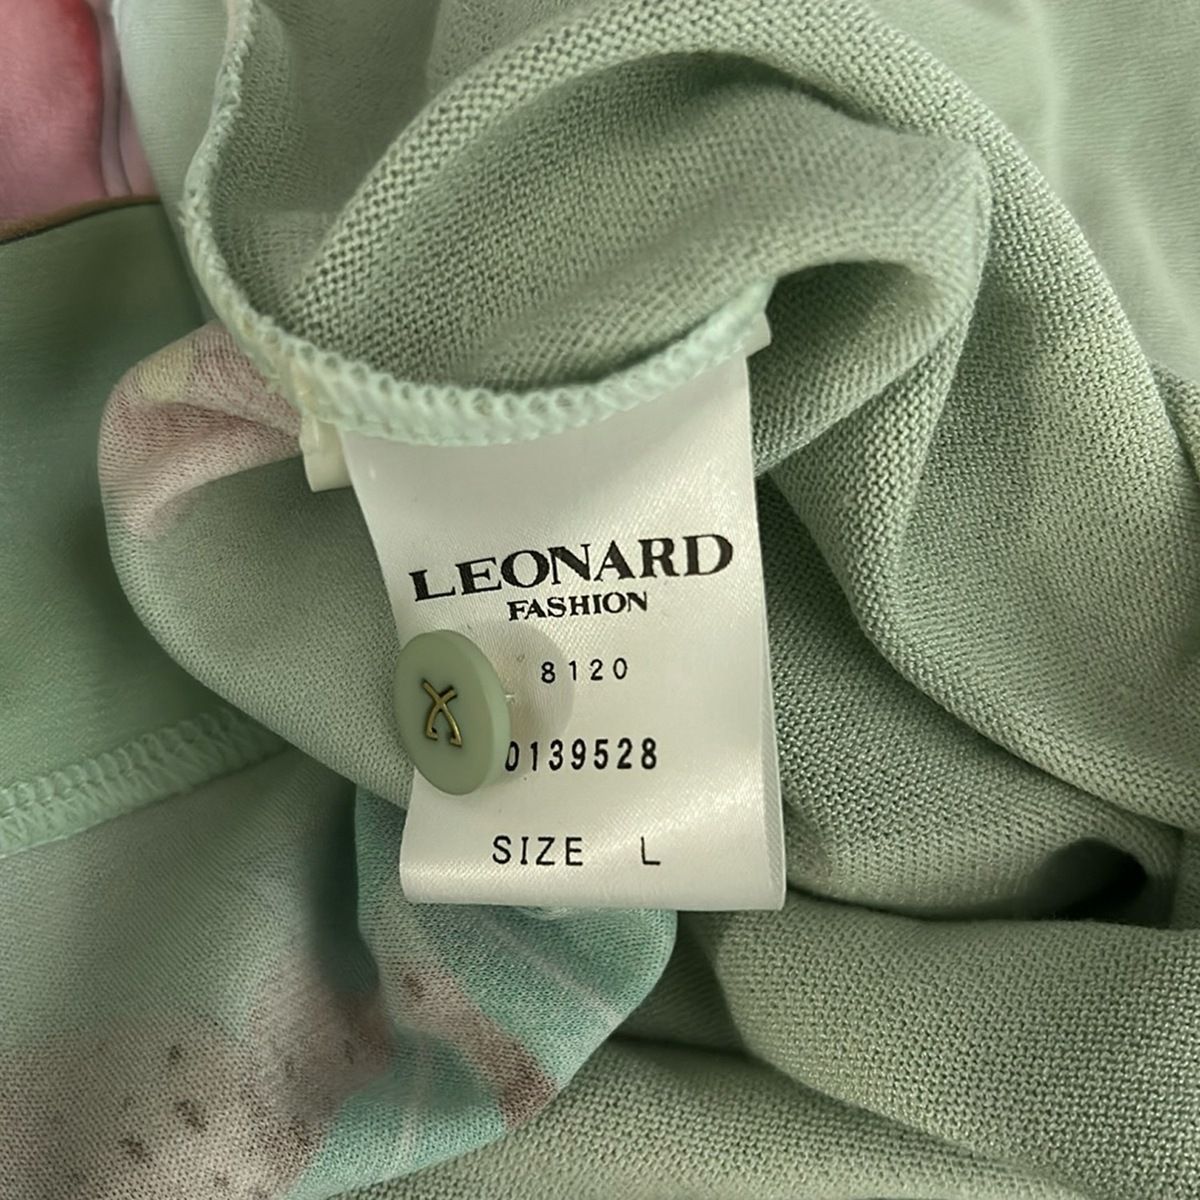 LEONARD
FASHION
8120
0139528
SIZE L